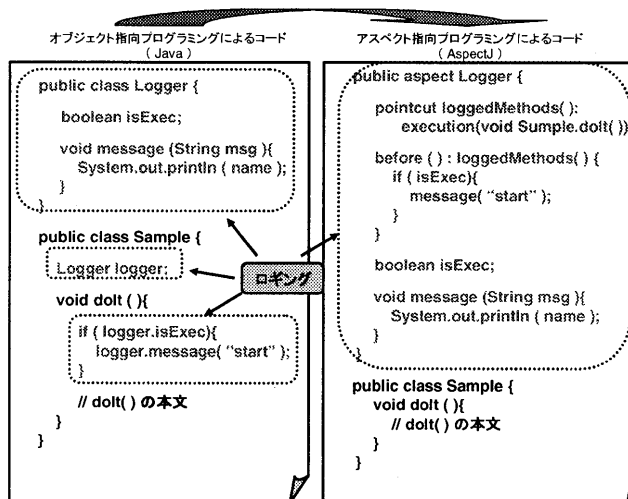 オブジェクト指向プログラミングによるコード
( Java )
public class Logger {
boolean isExec;
void message (String msg ){
System.out.println ( name );
}
}
public class Sample {
Logger logger;
void doIt ( ){
if ( logger.isExec){
logger.message( “start” );
}
// doIt( ) の本文
}
}
ロギング
アスペクト指向プログラミングによるコード
( AspectJ )
public aspect Logger {
pointcut loggedMethods( ):
execution(void Sumple.doIt( ))
before ( ) : loggedMethods( ) {
if ( isExec){
message( “start” );
}
}
boolean isExec;
void message (String msg ){
System.out.println ( name );
}
}
public class Sample {
void doIt ( ){
// doIt( ) の本文
}
}